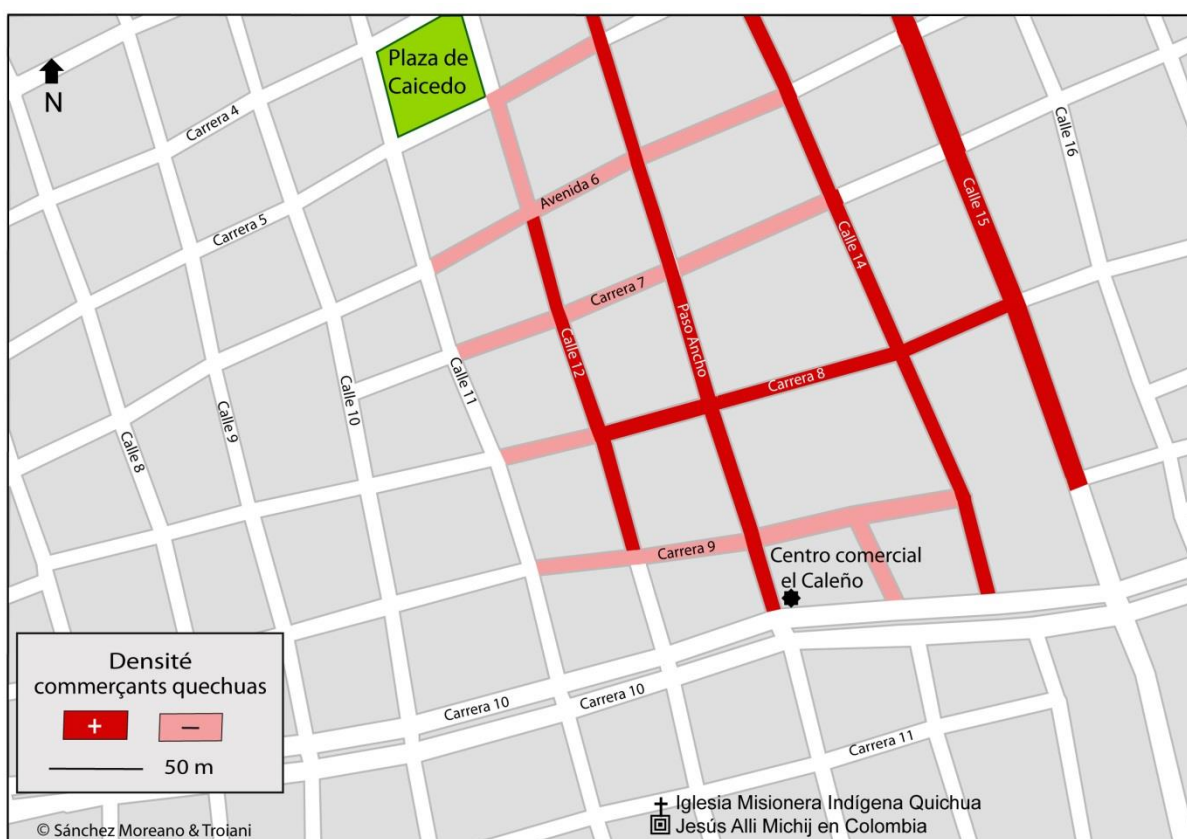 Plaza de
Caicedo
N
Carrera 4
Calle 16
Avenida 6
Calle 15
Carrera 5
Calle 14
Carrera 7
Paso Ancho
Calle 12
Carrera 8
Calle 11
Calle 10
Calle 9
Calle 8
Carrera 9
Centro comercial
el Caleño
Densité
commerçants quechuas
+ −
50 m
Carrera 10
Carrera 10
Carrera 11
Iglesia Misionera Indígena Quichua
Jesús Alli Michij en Colombia
© Sánchez Moreano & Troiani